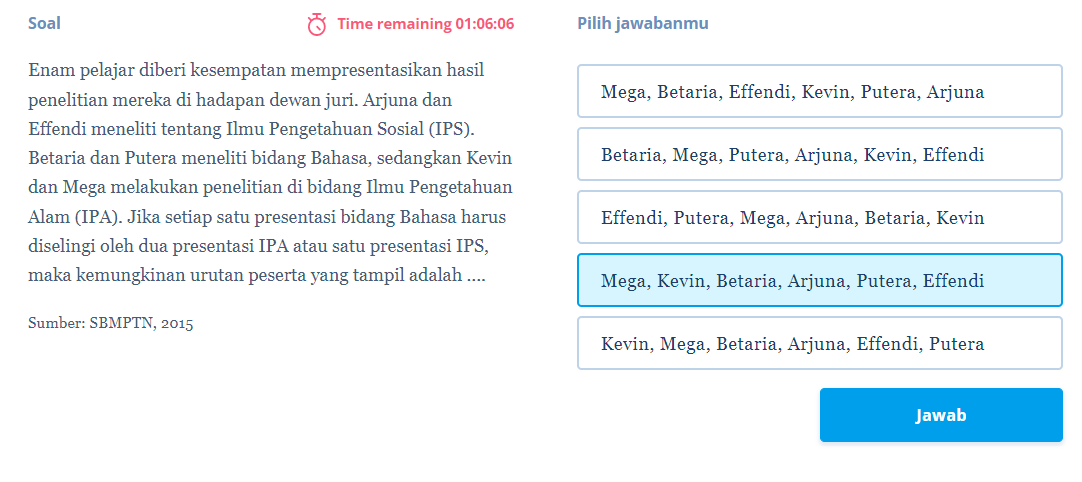 Soal
Time remaining 01:06:06
Enam pelajar diberi kesempatan mempresentasikan hasil
penelitian mereka di hadapan dewan juri. Arjuna dan
Effendi meneliti tentang Ilmu Pengetahuan Sosial (IPS).
Betaria dan Putera meneliti bidang Bahasa, sedangkan Kevin
dan Mega melakukan penelitian di bidang Ilmu Pengetahuan
Alam (IPA). Jika setiap satu presentasi bidang Bahasa harus
diselingi oleh dua presentasi IPA atau satu presentasi IPS,
maka kemungkinan urutan peserta yang tampil adalah ....
Sumber: SBMPTN, 2015
Pilih jawabanmu
Mega, Betaria, Effendi, Kevin, Putera, Arjuna
Betaria, Mega, Putera, Arjuna, Kevin, Effendi
Effendi, Putera, Mega, Arjuna, Betaria, Kevin
Mega, Kevin, Betaria, Arjuna, Putera, Effendi
Kevin, Mega, Betaria, Arjuna, Effendi, Putera
Jawab